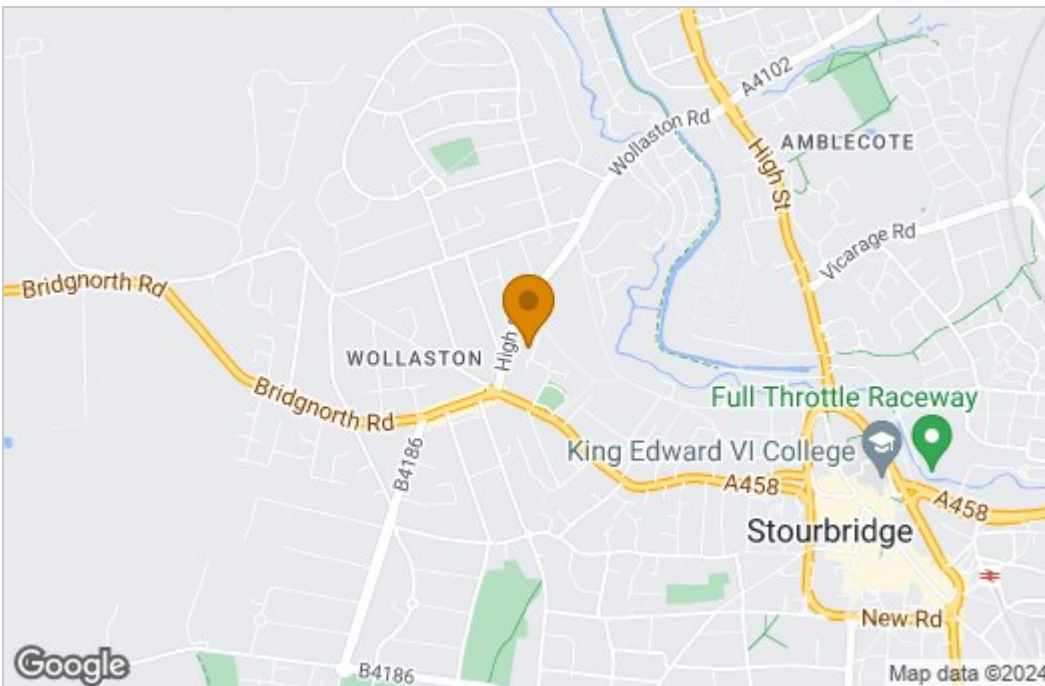 A4102
Wollaston Rd
AMBLECOTE
High St
Vicarage Rd
Bridgnorth Rd
High
WOLLASTON
Bridgnorth Rd
Full Throttle Raceway
King Edward VI College
B4186
A458
A458
Stourbridge
New Rd
B4186
Google
Map data ©2024